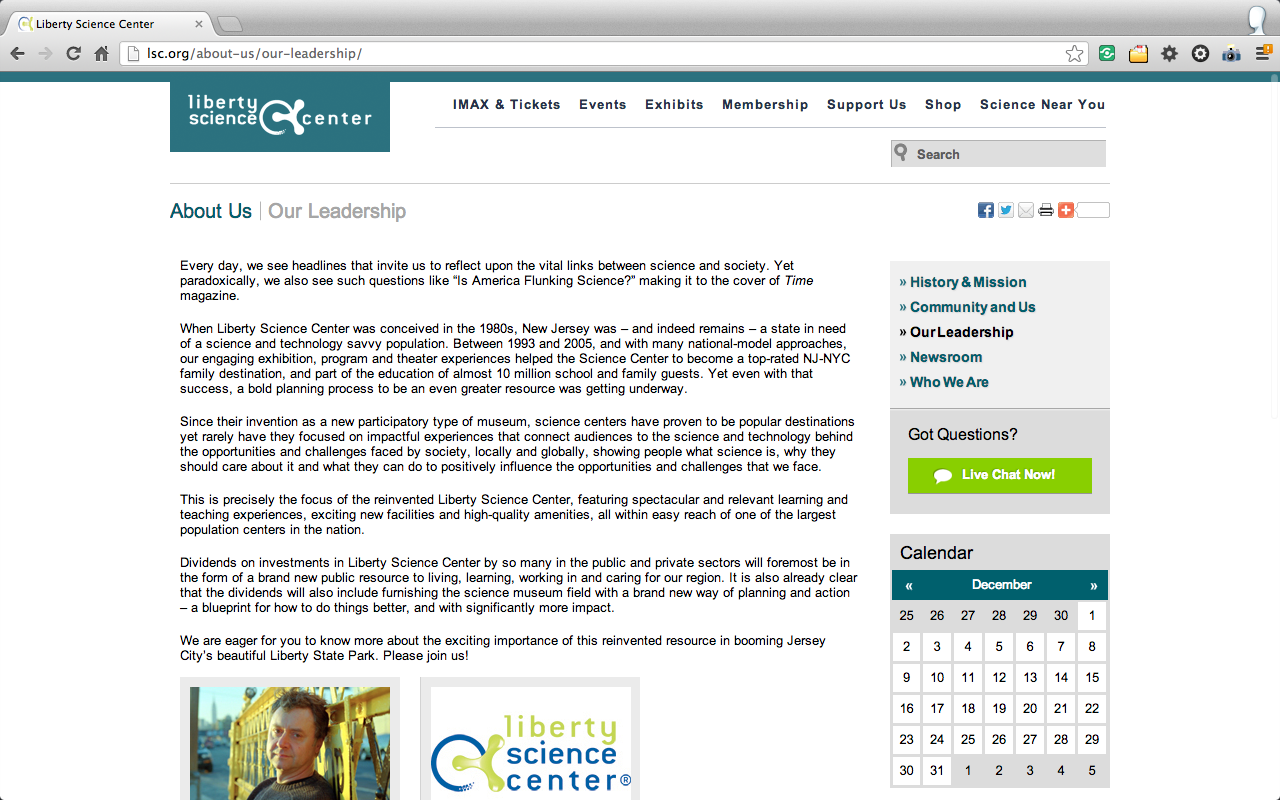 Liberty Science Center
lsc.org/about-us/our-leadership/
liberty
science center
IMAX & Tickets Events Exhibits Membership Support Us Shop Science Near You
Search
About Us | Our Leadership
Every day, we see headlines that invite us to reflect upon the vital links between science and society. Yet
paradoxically, we also see such questions like “Is America Flunking Science?” making it to the cover of Time
magazine.
When Liberty Science Center was conceived in the 1980s, New Jersey was – and indeed remains – a state in need
of a science and technology savvy population. Between 1993 and 2005, and with many national-model approaches,
our engaging exhibition, program and theater experiences helped the Science Center to become a top-rated NJ-NYC
family destination, and part of the education of almost 10 million school and family guests. Yet even with that
success, a bold planning process to be an even greater resource was getting underway.
Since their invention as a new participatory type of museum, science centers have proven to be popular destinations
yet rarely have they focused on impactful experiences that connect audiences to the science and technology behind
the opportunities and challenges faced by society, locally and globally, showing people what science is, why they
should care about it and what they can do to positively influence the opportunities and challenges that we face.
This is precisely the focus of the reinvented Liberty Science Center, featuring spectacular and relevant learning and
teaching experiences, exciting new facilities and high-quality amenities, all within easy reach of one of the largest
population centers in the nation.
Dividends on investments in Liberty Science Center by so many in the public and private sectors will foremost be in
the form of a brand new public resource to living, learning, working in and caring for our region. It is also already clear
that the dividends will also include furnishing the science museum field with a brand new way of planning and action
– a blueprint for how to do things better, and with significantly more impact.
We are eager for you to know more about the exciting importance of this reinvented resource in booming Jersey
City’s beautiful Liberty State Park. Please join us!
liberty
science
center®
» History & Mission
» Community and Us
» Our Leadership
» Newsroom
» Who We Are
Got Questions?
Live Chat Now!
Calendar
« December »
25 26 27 28 29 30 1
2 3 4 5 6 7 8
9 10 11 12 13 14 15
16 17 18 19 20 21 22
23 24 25 26 27 28 29
30 31 1 2 3 4 5